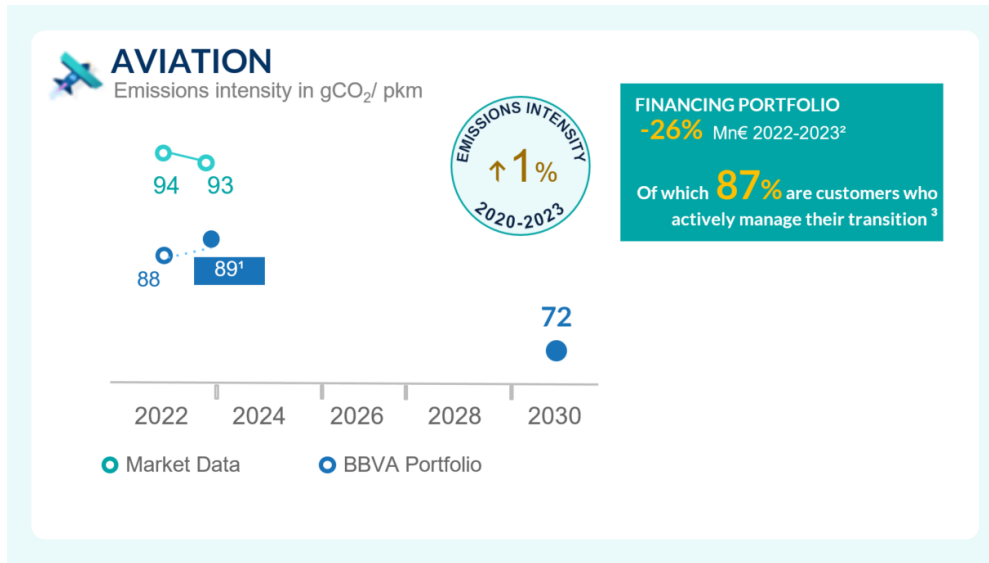 AVIATION
Emissions intensity in gCO₂/ pkm
94 93
88
89¹
72
2022 2024 2026 2028 2030
Market Data BBVA Portfolio
EMISSIONS INTENSITY
↑1%
2020-2023
FINANCING PORTFOLIO
-26% Mn€ 2022-2023²
Of which 87% are customers who
actively manage their transition ³